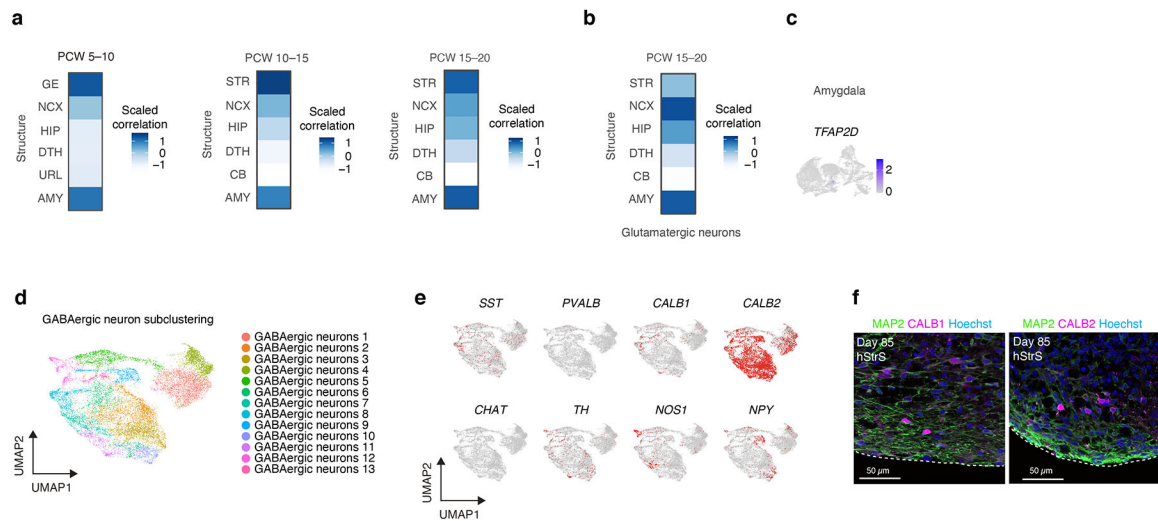 a
PCW 5–10
Structure
GE
NCX
HIP
DTH
URL
AMY
Scaled
correlation
1
0
−1
PCW 10–15
Structure
STR
NCX
HIP
DTH
CB
AMY
Scaled
correlation
1
0
−1
PCW 15–20
Structure
STR
NCX
HIP
DTH
CB
AMY
Scaled
correlation
1
0
−1
b
PCW 15–20
Structure
STR
NCX
HIP
DTH
CB
AMY
Scaled
correlation
1
0
−1
Glutamatergic neurons
c
Amygdala
TFAP2D
2
0
d
GABAergic neuron subclustering
UMAP2
UMAP1
GABAergic neurons 1
GABAergic neurons 2
GABAergic neurons 3
GABAergic neurons 4
GABAergic neurons 5
GABAergic neurons 6
GABAergic neurons 7
GABAergic neurons 8
GABAergic neurons 9
GABAergic neurons 10
GABAergic neurons 11
GABAergic neurons 12
GABAergic neurons 13
e
SST PVALB CALB1 CALB2
CHAT TH NOS1 NPY
UMAP2
UMAP1
f
MAP2 CALB1 Hoechst
Day 85
hStrS
50 µm
MAP2 CALB2 Hoechst
Day 85
hStrS
50 µm